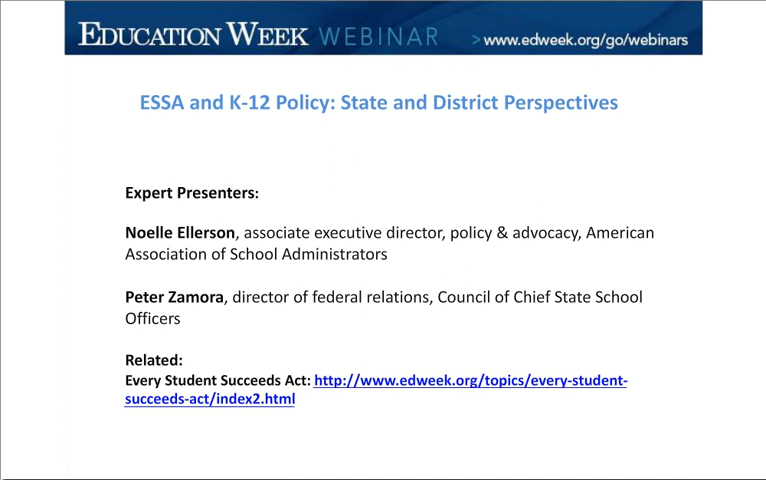 EDUCATION WEEK WEBINAR >www.edweek.org/go/webinars
ESSA and K-12 Policy: State and District Perspectives
Expert Presenters:
Noelle Ellerson, associate executive director, policy & advocacy, American
Association of School Administrators
Peter Zamora, director of federal relations, Council of Chief State School
Officers
Related:
Every Student Succeeds Act: http://www.edweek.org/topics/every-student-
succeeds-act/index2.html